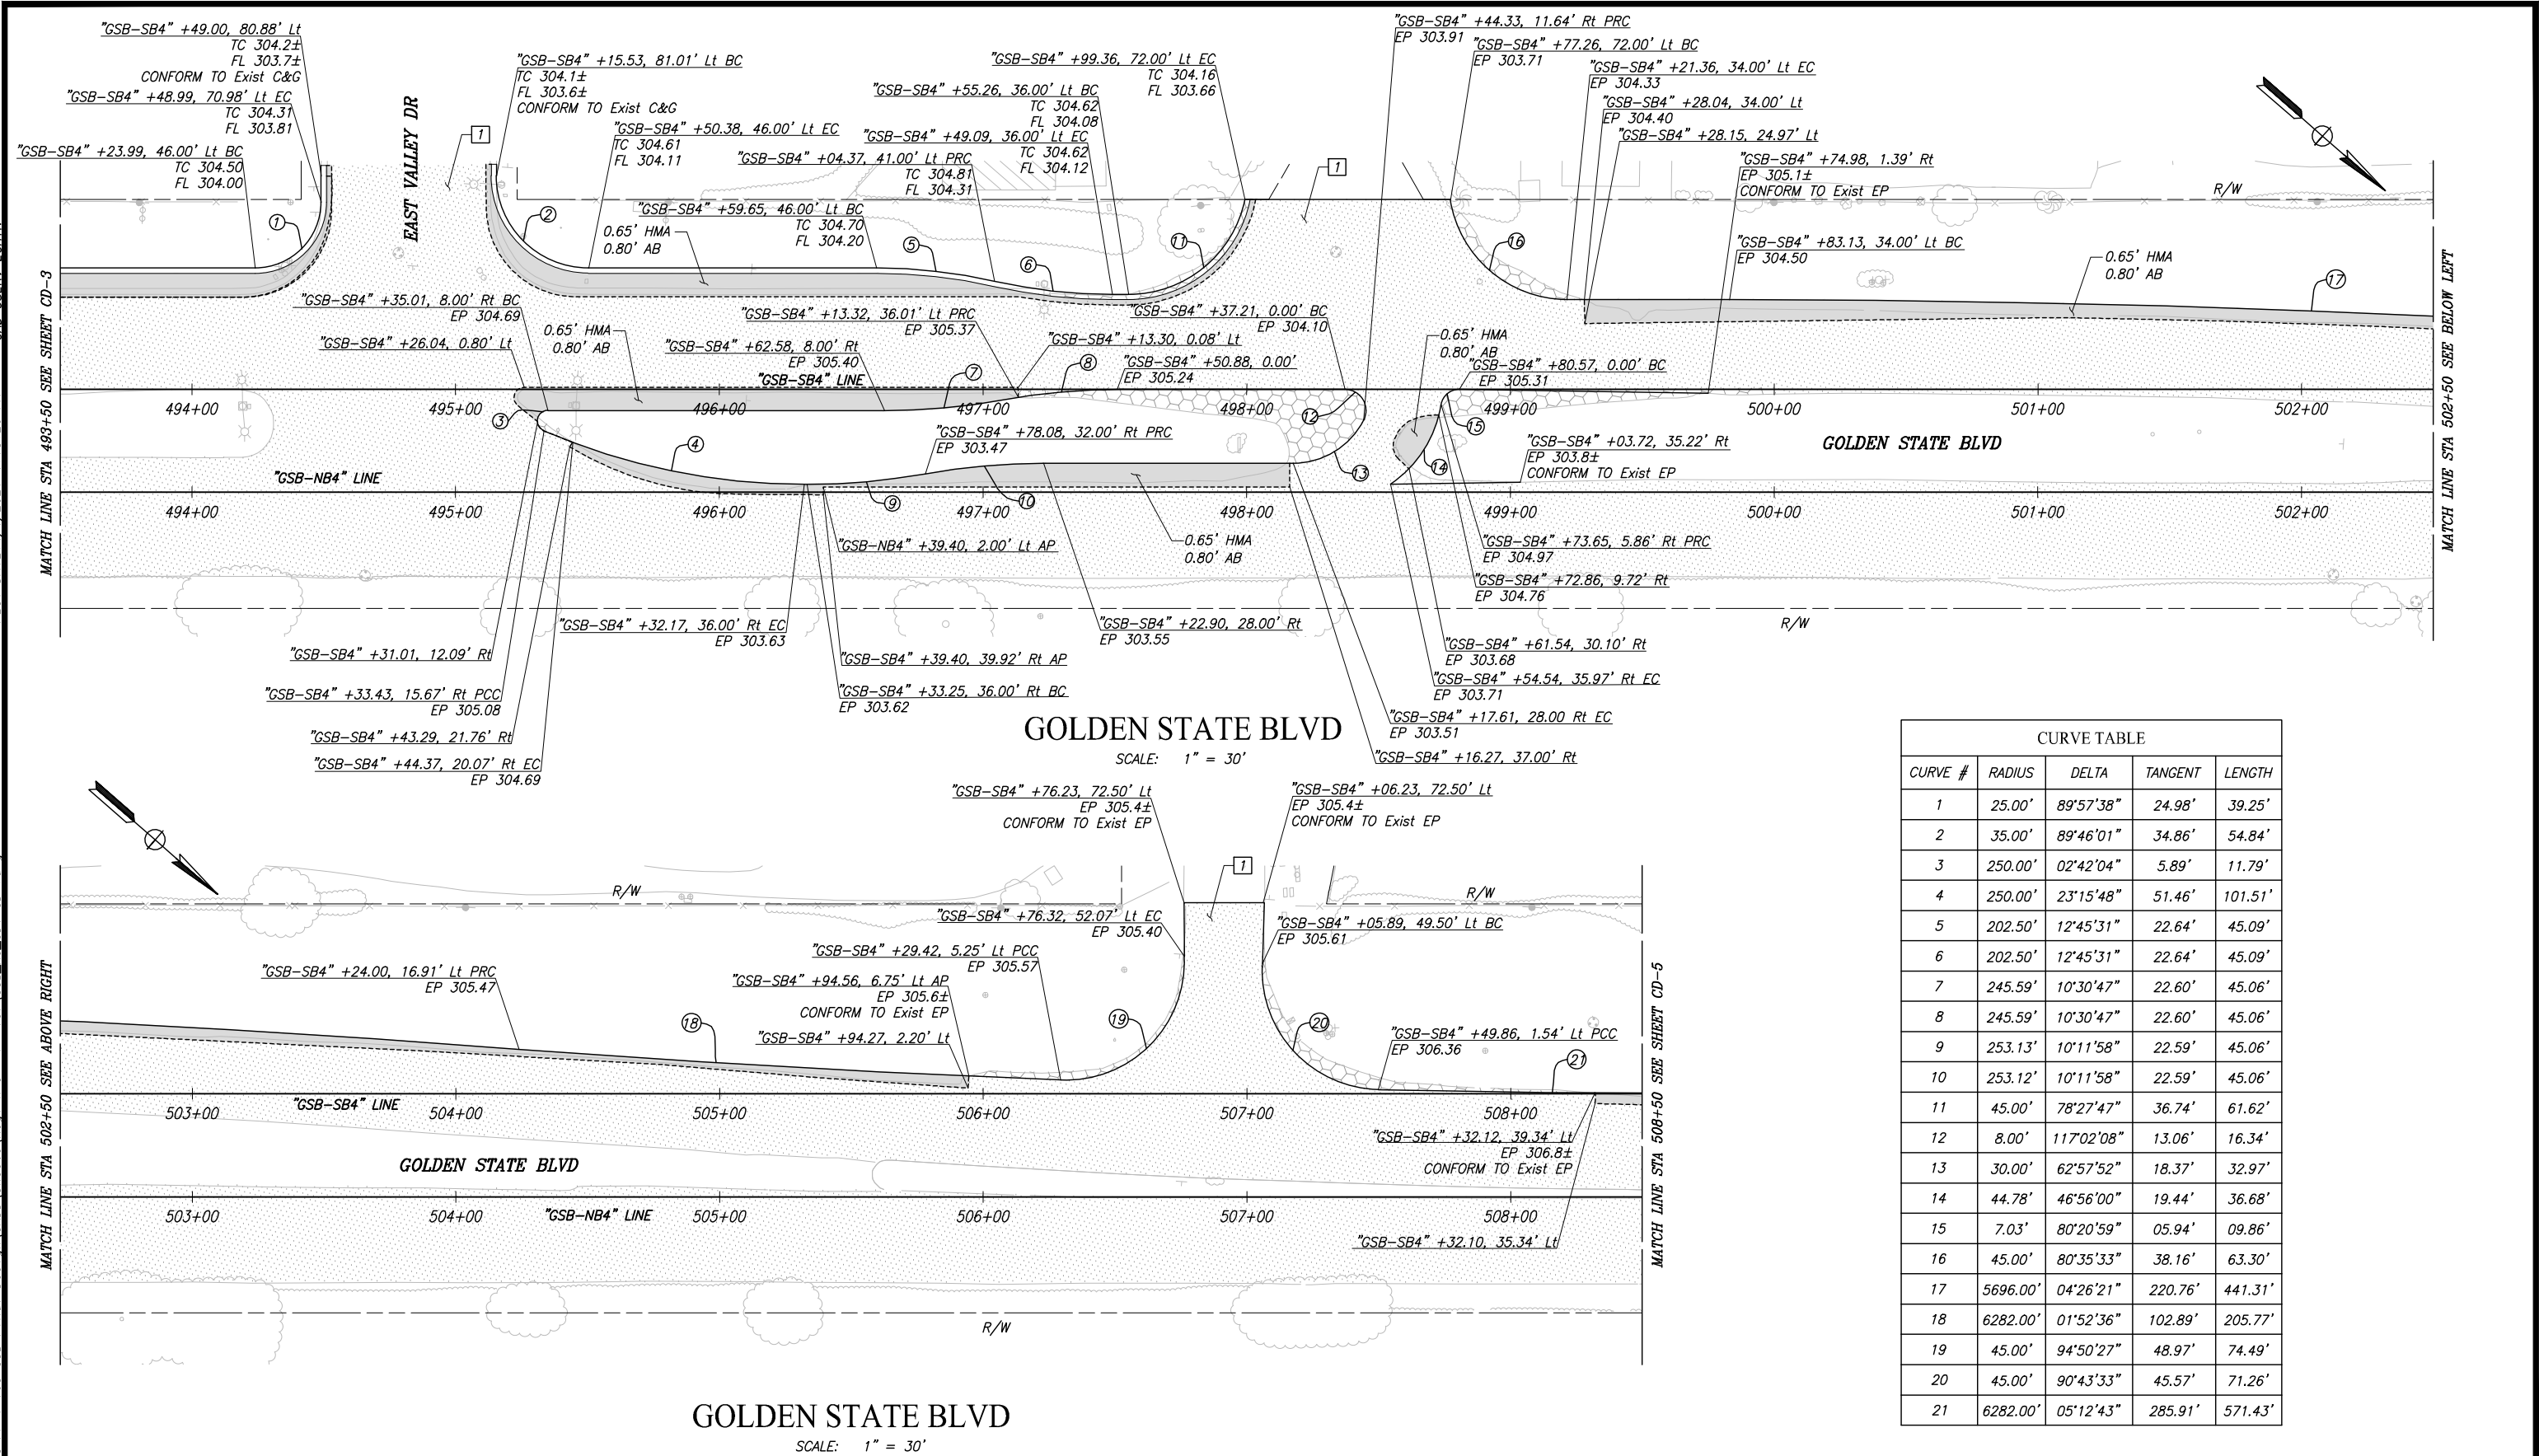 "GSB-SB4" +49.00, 80.88' Lt
TC 304.2±
FL 303.7±
CONFORM TO Exist C&G
"GSB-SB4" +48.99, 70.98' Lt EC
TC 304.31
FL 303.81
"GSB-SB4" +23.99, 46.00' Lt BC
TC 304.50
FL 304.00
EAST VALLEY DR
1
"GSB-SB4" +15.53, 81.01' Lt BC
TC 304.1±
FL 303.6±
CONFORM TO Exist C&G
"GSB-SB4" +50.38, 46.00' Lt EC
TC 304.61
FL 304.11
"GSB-SB4" +99.36, 72.00' Lt EC
TC 304.16
FL 303.66
"GSB-SB4" +55.26, 36.00' Lt BC
TC 304.62
FL 304.08
"GSB-SB4" +49.09, 36.00' Lt EC
TC 304.62
FL 304.12
"GSB-SB4" +04.37, 41.00' Lt PRC
TC 304.81
FL 304.31
"GSB-SB4" +59.65, 46.00' Lt BC
TC 304.70
FL 304.20
0.65' HMA
0.80' AB
"GSB-SB4" +44.33, 11.64' Rt PRC
EP 303.91
"GSB-SB4" +77.26, 72.00' Lt BC
EP 303.71
"GSB-SB4" +21.36, 34.00' Lt EC
EP 304.33
"GSB-SB4" +28.04, 34.00' Lt
EP 304.40
"GSB-SB4" +28.15, 24.97' Lt
"GSB-SB4" +74.98, 1.39' Rt
EP 305.1±
CONFORM TO Exist EP
1
R/W
"GSB-SB4" +83.13, 34.00' Lt BC
EP 304.50
0.65' HMA
0.80' AB
1
2
5
6
11
16
17
MATCH LINE STA 493+50 SEE SHEET CD-3
"GSB-SB4" +35.01, 8.00' Rt BC
EP 304.69
"GSB-SB4" +26.04, 0.80' Lt
0.65' HMA
0.80' AB
"GSB-SB4" +13.32, 36.01' Lt PRC
EP 305.37
"GSB-SB4" +62.58, 8.00' Rt
EP 305.40
"GSB-SB4" LINE
"GSB-SB4" +13.30, 0.08' Lt
"GSB-SB4" +37.21, 0.00' BC
EP 304.10
"GSB-SB4" +50.88, 0.00'
EP 305.24
0.65' HMA
0.80' AB
"GSB-SB4" +80.57, 0.00' BC
EP 305.31
7
8
494+00
495+00
496+00
497+00
498+00
499+00
500+00
501+00
502+00
3
4
12
15
13
14
"GSB-SB4" +78.08, 32.00' Rt PRC
EP 303.47
"GSB-SB4" +03.72, 35.22' Rt
EP 303.8±
CONFORM TO Exist EP
GOLDEN STATE BLVD
MATCH LINE STA 502+50 SEE BELOW LEFT
"GSB-NB4" LINE
9
10
494+00
495+00
496+00
497+00
498+00
499+00
500+00
501+00
502+00
"GSB-NB4" +39.40, 2.00' Lt AP
0.65' HMA
0.80' AB
"GSB-SB4" +73.65, 5.86' Rt PRC
EP 304.97
"GSB-SB4" +72.86, 9.72' Rt
EP 304.76
"GSB-SB4" +32.17, 36.00' Rt EC
EP 303.63
"GSB-SB4" +22.90, 28.00' Rt
EP 303.55
R/W
"GSB-SB4" +31.01, 12.09' Rt
"GSB-SB4" +39.40, 39.92' Rt AP
"GSB-SB4" +61.54, 30.10' Rt
EP 303.68
"GSB-SB4" +33.43, 15.67' Rt PCC
EP 305.08
"GSB-SB4" +33.25, 36.00' Rt BC
EP 303.62
"GSB-SB4" +54.54, 35.97' Rt EC
EP 303.71
"GSB-SB4" +17.61, 28.00 Rt EC
EP 303.51
"GSB-SB4" +43.29, 21.76' Rt
"GSB-SB4" +44.37, 20.07' Rt EC
EP 304.69
"GSB-SB4" +16.27, 37.00' Rt
GOLDEN STATE BLVD
SCALE: 1" = 30'
"GSB-SB4" +76.23, 72.50' Lt
EP 305.4±
CONFORM TO Exist EP
"GSB-SB4" +06.23, 72.50' Lt
EP 305.4±
CONFORM TO Exist EP
1
R/W
R/W
"GSB-SB4" +76.32, 52.07' Lt EC
EP 305.40
"GSB-SB4" +05.89, 49.50' Lt BC
EP 305.61
"GSB-SB4" +29.42, 5.25' Lt PCC
EP 305.57
"GSB-SB4" +24.00, 16.91' Lt PRC
EP 305.47
"GSB-SB4" +94.56, 6.75' Lt AP
EP 305.6±
CONFORM TO Exist EP
"GSB-SB4" +94.27, 2.20' Lt
18
19
20
"GSB-SB4" +49.86, 1.54' Lt PCC
EP 306.36
21
MATCH LINE STA 502+50 SEE ABOVE RIGHT
MATCH LINE STA 508+50 SEE SHEET CD-5
"GSB-SB4" LINE
503+00
504+00
505+00
506+00
507+00
508+00
"GSB-SB4" +32.12, 39.34' Lt
EP 306.8±
CONFORM TO Exist EP
GOLDEN STATE BLVD
503+00
504+00
"GSB-NB4" LINE
505+00
506+00
507+00
508+00
"GSB-SB4" +32.10, 35.34' Lt
R/W
GOLDEN STATE BLVD
SCALE: 1" = 30'
CURVE TABLE
CURVE # RADIUS DELTA TANGENT LENGTH
1 25.00' 89°57'38" 24.98' 39.25'
2 35.00' 89°46'01" 34.86' 54.84'
3 250.00' 02°42'04" 5.89' 11.79'
4 250.00' 23°15'48" 51.46' 101.51'
5 202.50' 12°45'31" 22.64' 45.09'
6 202.50' 12°45'31" 22.64' 45.09'
7 245.59' 10°30'47" 22.60' 45.06'
8 245.59' 10°30'47" 22.60' 45.06'
9 253.13' 10°11'58" 22.59' 45.06'
10 253.12' 10°11'58" 22.59' 45.06'
11 45.00' 78°27'47" 36.74' 61.62'
12 8.00' 117°02'08" 13.06' 16.34'
13 30.00' 62°57'52" 18.37' 32.97'
14 44.78' 46°56'00" 19.44' 36.68'
15 7.03' 80°20'59" 05.94' 09.86'
16 45.00' 80°35'33" 38.16' 63.30'
17 5696.00' 04°26'21" 220.76' 441.31'
18 6282.00' 01°52'36" 102.89' 205.77'
19 45.00' 94°50'27" 48.97' 74.49'
20 45.00' 90°43'33" 45.57' 71.26'
21 6282.00' 05°12'43" 285.91' 571.43'